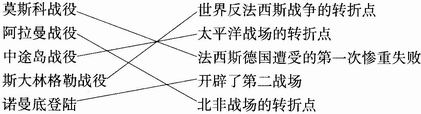 莫斯科战役 世界反法西斯战争的转折点
阿拉曼战役 太平洋战场的转折点
中途岛战役 法西斯德国遭受的第一次惨重失败
斯大林格勒战役 开辟了第二战场
诺曼底登陆 北非战场的转折点